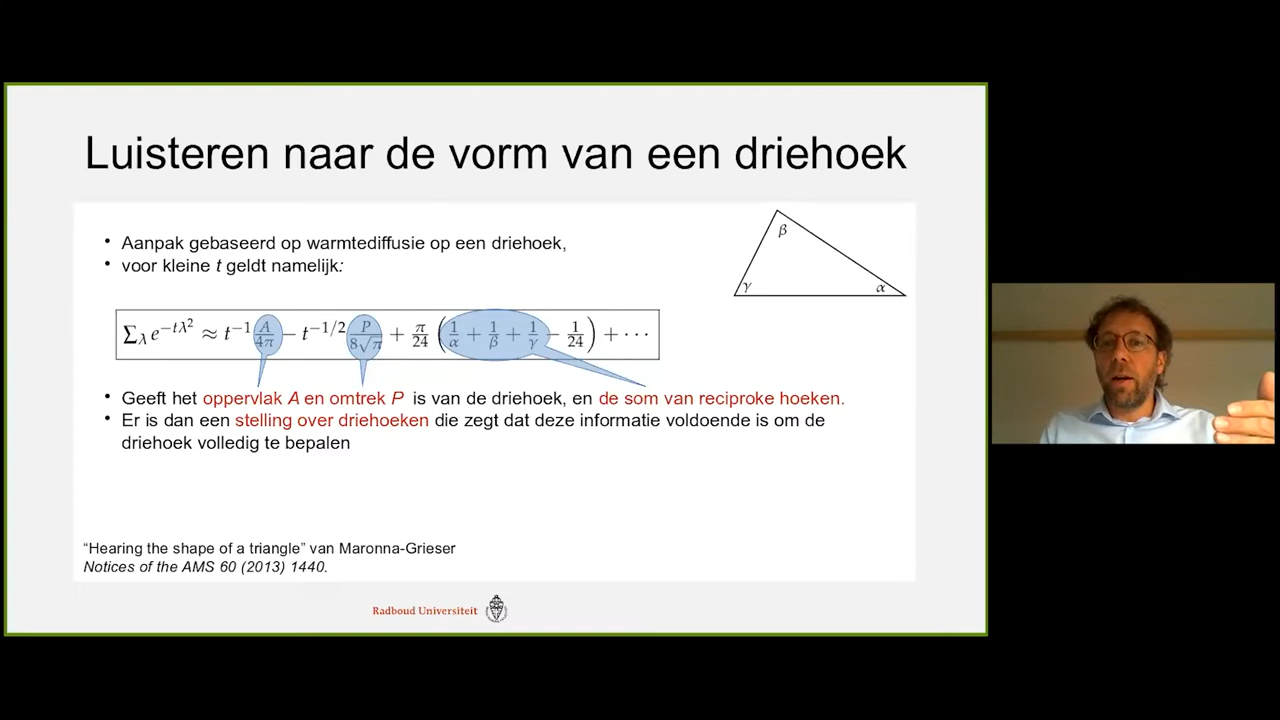 Luisteren naar de vorm van een driehoek
• Aanpak gebaseerd op warmtediffusie op een driehoek,
• voor kleine t geldt namelijk:
β
γ
α
∑_λ e^{−tλ²} ≈ t^{−1} A/4π − t^{−1/2} P/8√π + π/24 (1/α + 1/β + 1/γ − 1/24) + ···
• Geeft het oppervlak A en omtrek P is van de driehoek, en de som van reciproke hoeken.
• Er is dan een stelling over driehoeken die zegt dat deze informatie voldoende is om de
driehoek volledig te bepalen
“Hearing the shape of a triangle” van Maronna-Grieser
Notices of the AMS 60 (2013) 1440.
Radboud Universiteit